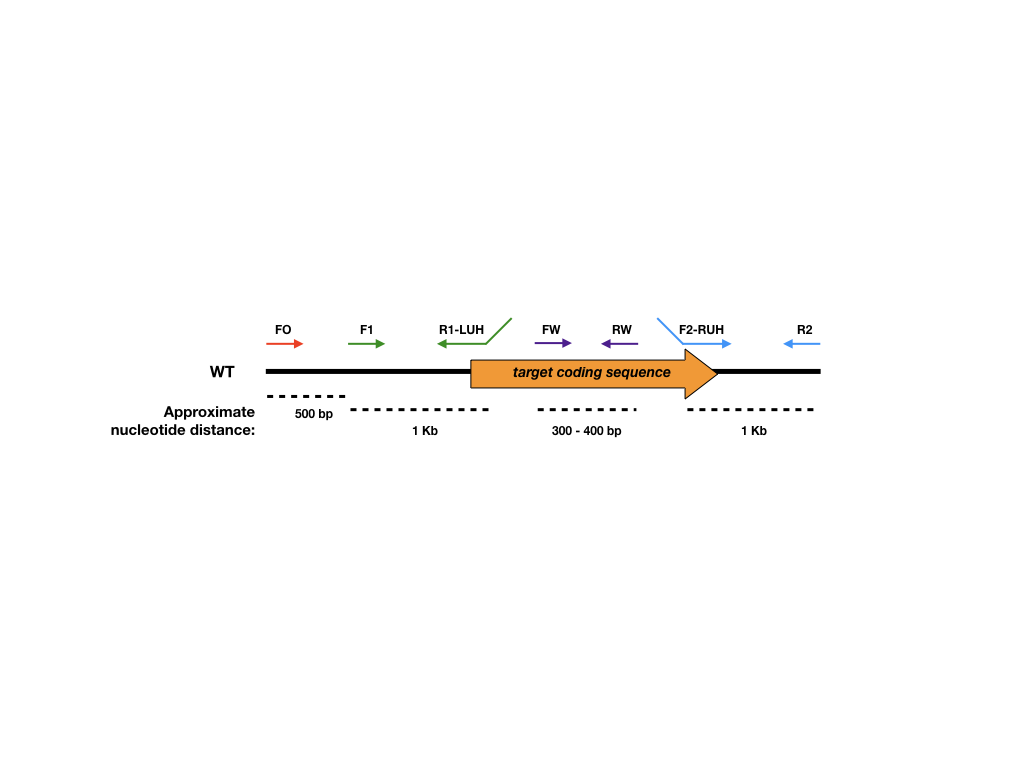 FO F1 R1-LUH FW RW F2-RUH R2
WT target coding sequence
Approximate
nucleotide distance:
500 bp
1 Kb 300 - 400 bp 1 Kb